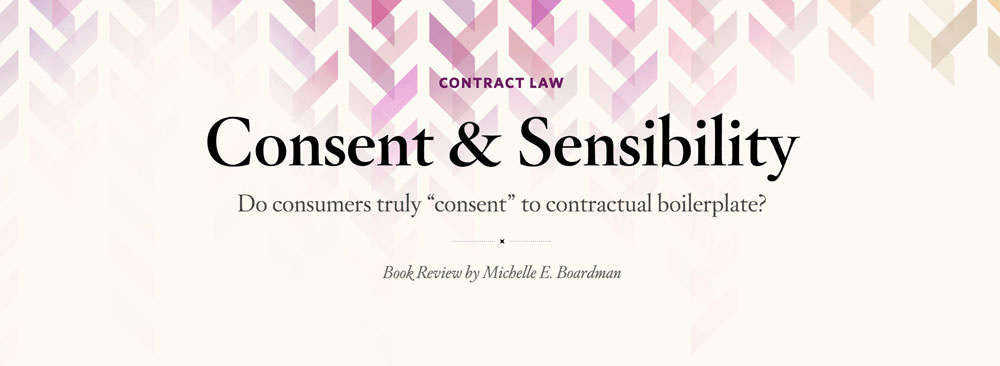 CONTRACT LAW
Consent & Sensibility
Do consumers truly “consent” to contractual boilerplate?
Book Review by Michelle E. Boardman